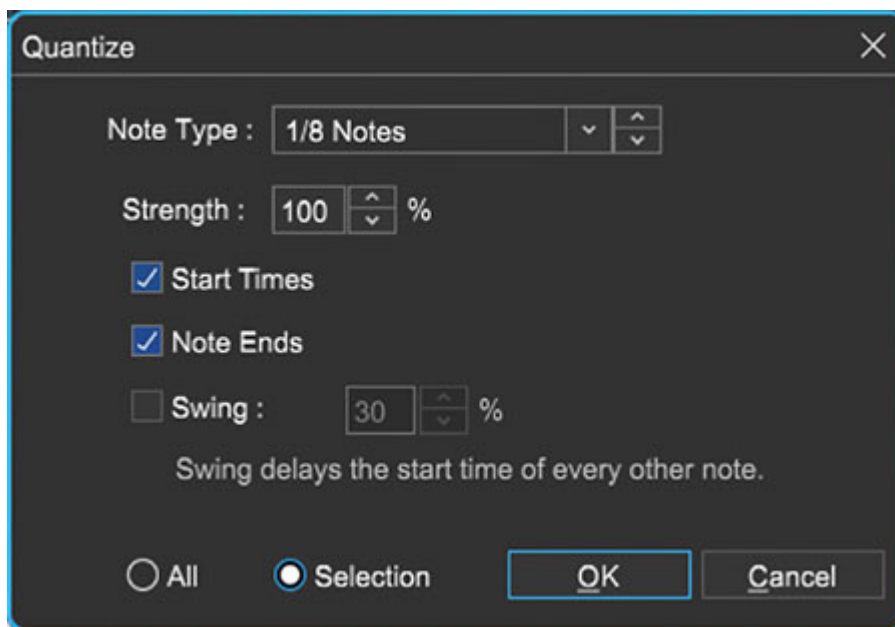 Quantize
Note Type : 1/8 Notes
Strength : 100 %
Start Times
Note Ends
Swing : 30 %
Swing delays the start time of every other note.
All Selection OK Cancel